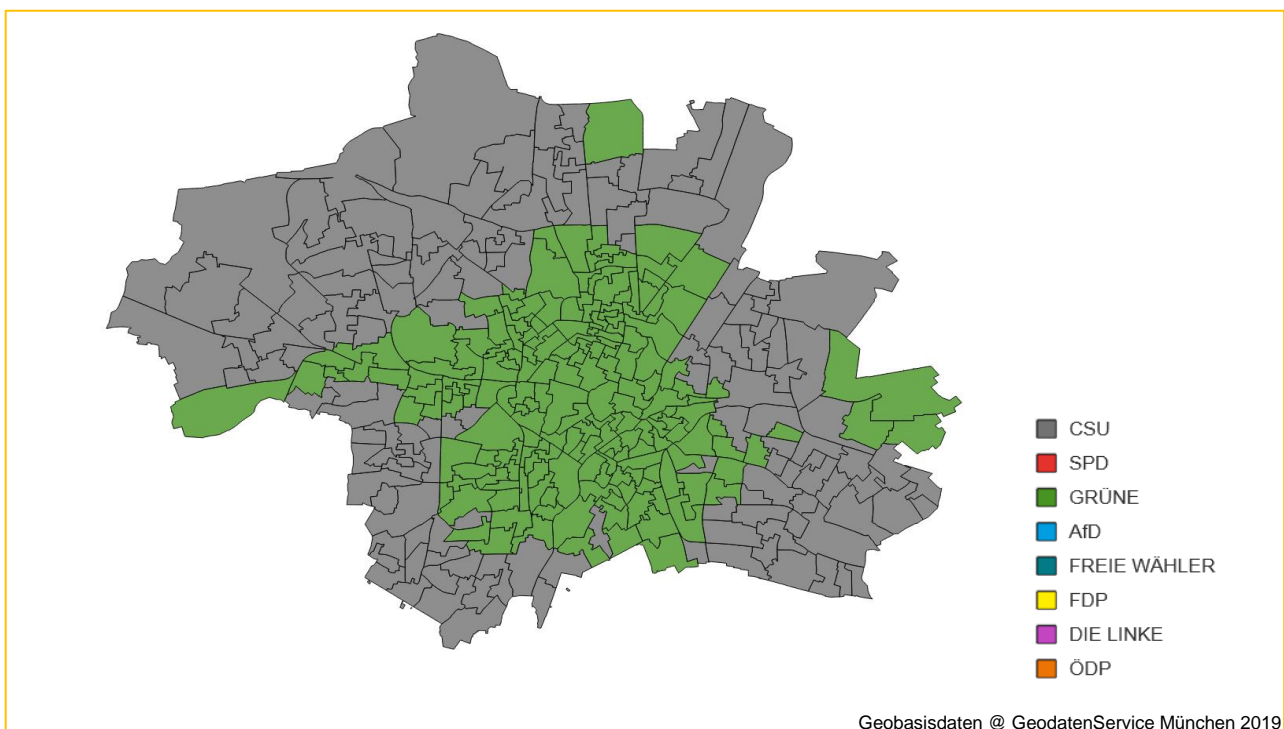 CSU
SPD
GRÜNE
AfD
FREIE WÄHLER
FDP
DIE LINKE
ÖDP
Geobasisdaten @ GeodatenService München 2019